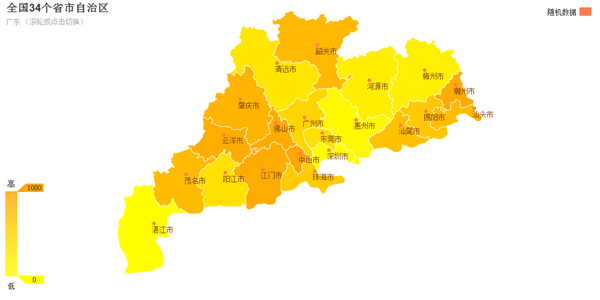 全国34个省市自治区
广东 （滚轮或点击切换）
随机数据
韶关市
清远市
河源市
梅州市
潮州市
肇庆市
汕头市
揭阳市
广州市
惠州市
佛山市
汕尾市
云浮市
东莞市
深圳市
中山市
江门市
珠海市
茂名市
阳江市
湛江市
高
1000
0
低